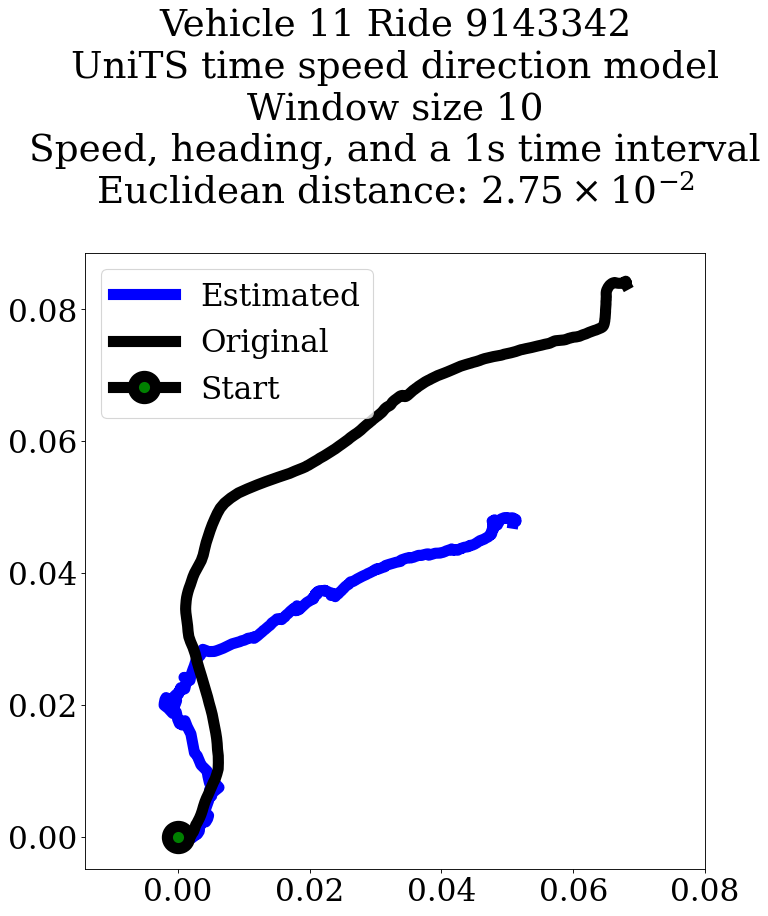 Vehicle 11 Ride 9143342
UniTS time speed direction model
Window size 10
Speed, heading, and a 1s time interval
Euclidean distance: 2.75 × 10⁻²
Estimated
Original
Start
0.08
0.06
0.04
0.02
0.00
0.00 0.02 0.04 0.06 0.08